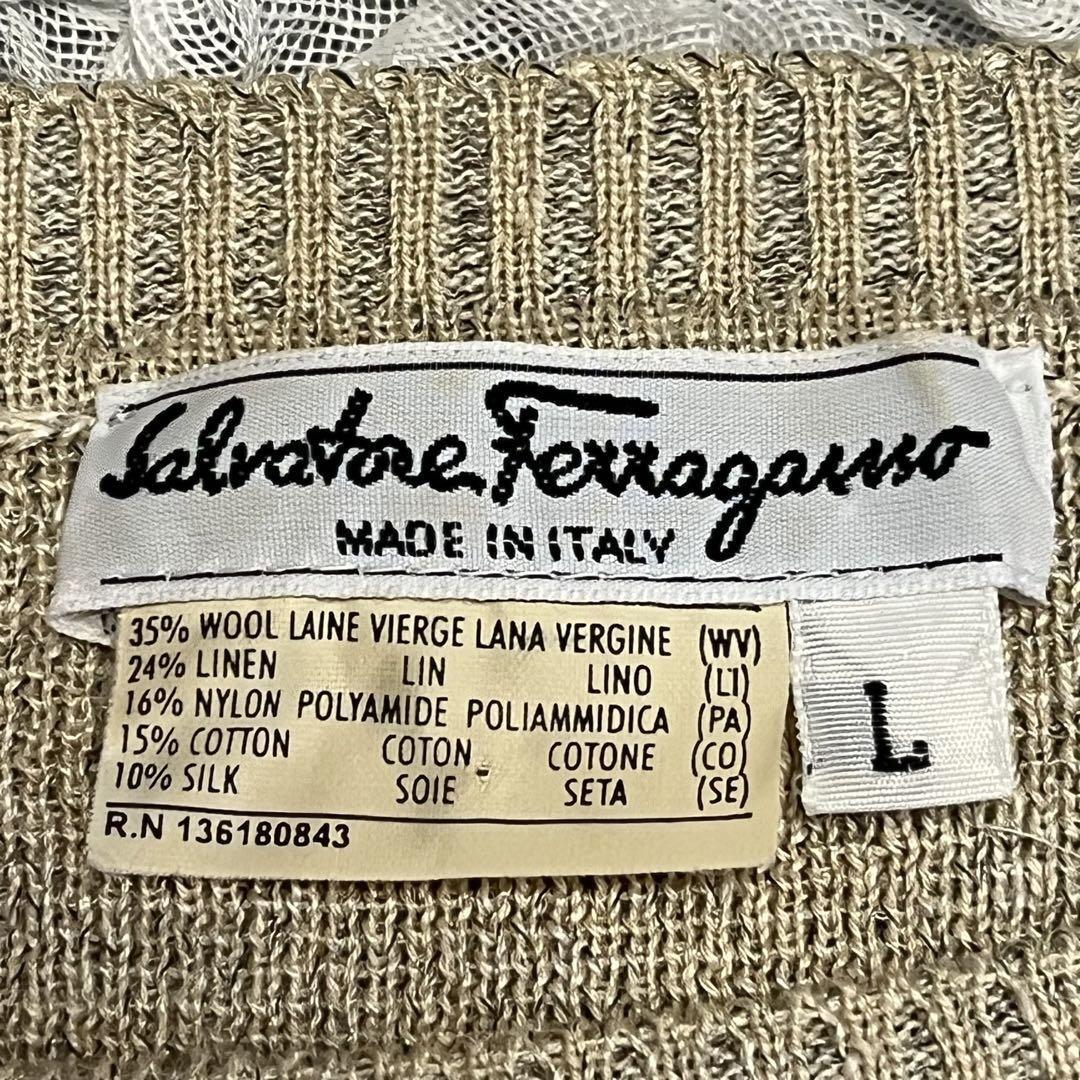 Salvatore Ferragamo
MADE IN ITALY
35% WOOL LAINE VIERGE LANA VERGINE (WV)
24% LINEN LIN LINO (LI)
16% NYLON POLYAMIDE POLIAMMIDICA (PA)
15% COTTON COTON COTONE (CO)
10% SILK SOIE SETA (SE)
R.N 136180843
L